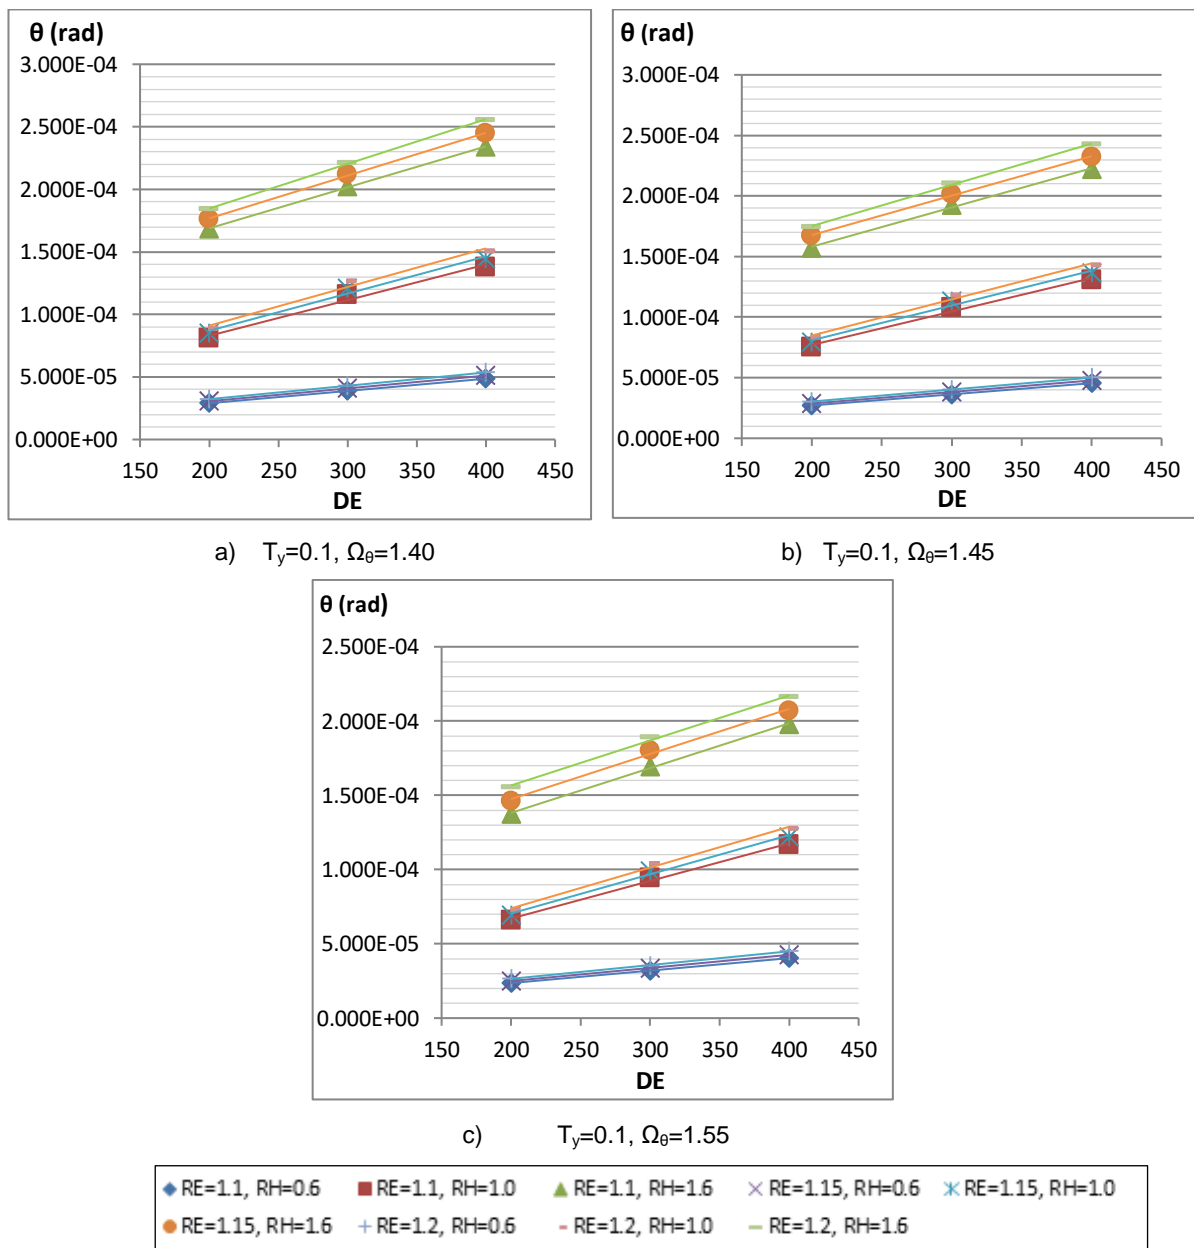 θ (rad)
3.000E-04
2.500E-04
2.000E-04
1.500E-04
1.000E-04
5.000E-05
0.000E+00
150 200 250 300 350 400 450
DE
a) Tᵧ=0.1, Ωθ=1.40
θ (rad)
3.000E-04
2.500E-04
2.000E-04
1.500E-04
1.000E-04
5.000E-05
0.000E+00
150 200 250 300 350 400 450
DE
b) Tᵧ=0.1, Ωθ=1.45
θ (rad)
2.500E-04
2.000E-04
1.500E-04
1.000E-04
5.000E-05
0.000E+00
150 200 250 300 350 400 450
DE
c) Tᵧ=0.1, Ωθ=1.55
RE=1.1, RH=0.6 RE=1.1, RH=1.0 RE=1.1, RH=1.6 RE=1.15, RH=0.6 RE=1.15, RH=1.0
RE=1.15, RH=1.6 RE=1.2, RH=0.6 RE=1.2, RH=1.0 RE=1.2, RH=1.6